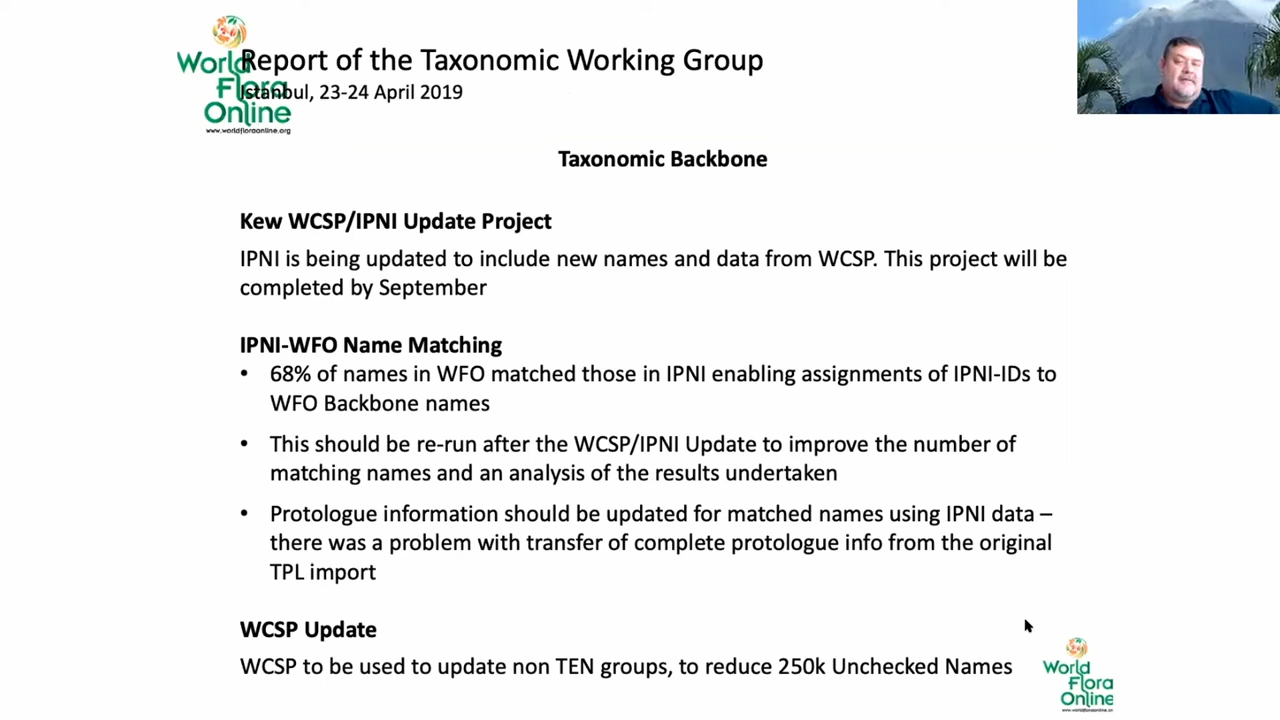 World
Flora
Online
www.worldfloraonline.org
Report of the Taxonomic Working Group
Istanbul, 23-24 April 2019
Taxonomic Backbone
Kew WCSP/IPNI Update Project
IPNI is being updated to include new names and data from WCSP. This project will be
completed by September
IPNI-WFO Name Matching
• 68% of names in WFO matched those in IPNI enabling assignments of IPNI-IDs to
WFO Backbone names
• This should be re-run after the WCSP/IPNI Update to improve the number of
matching names and an analysis of the results undertaken
• Protologue information should be updated for matched names using IPNI data –
there was a problem with transfer of complete protologue info from the original
TPL import
WCSP Update
WCSP to be used to update non TEN groups, to reduce 250k Unchecked Names
World
Flora
Online